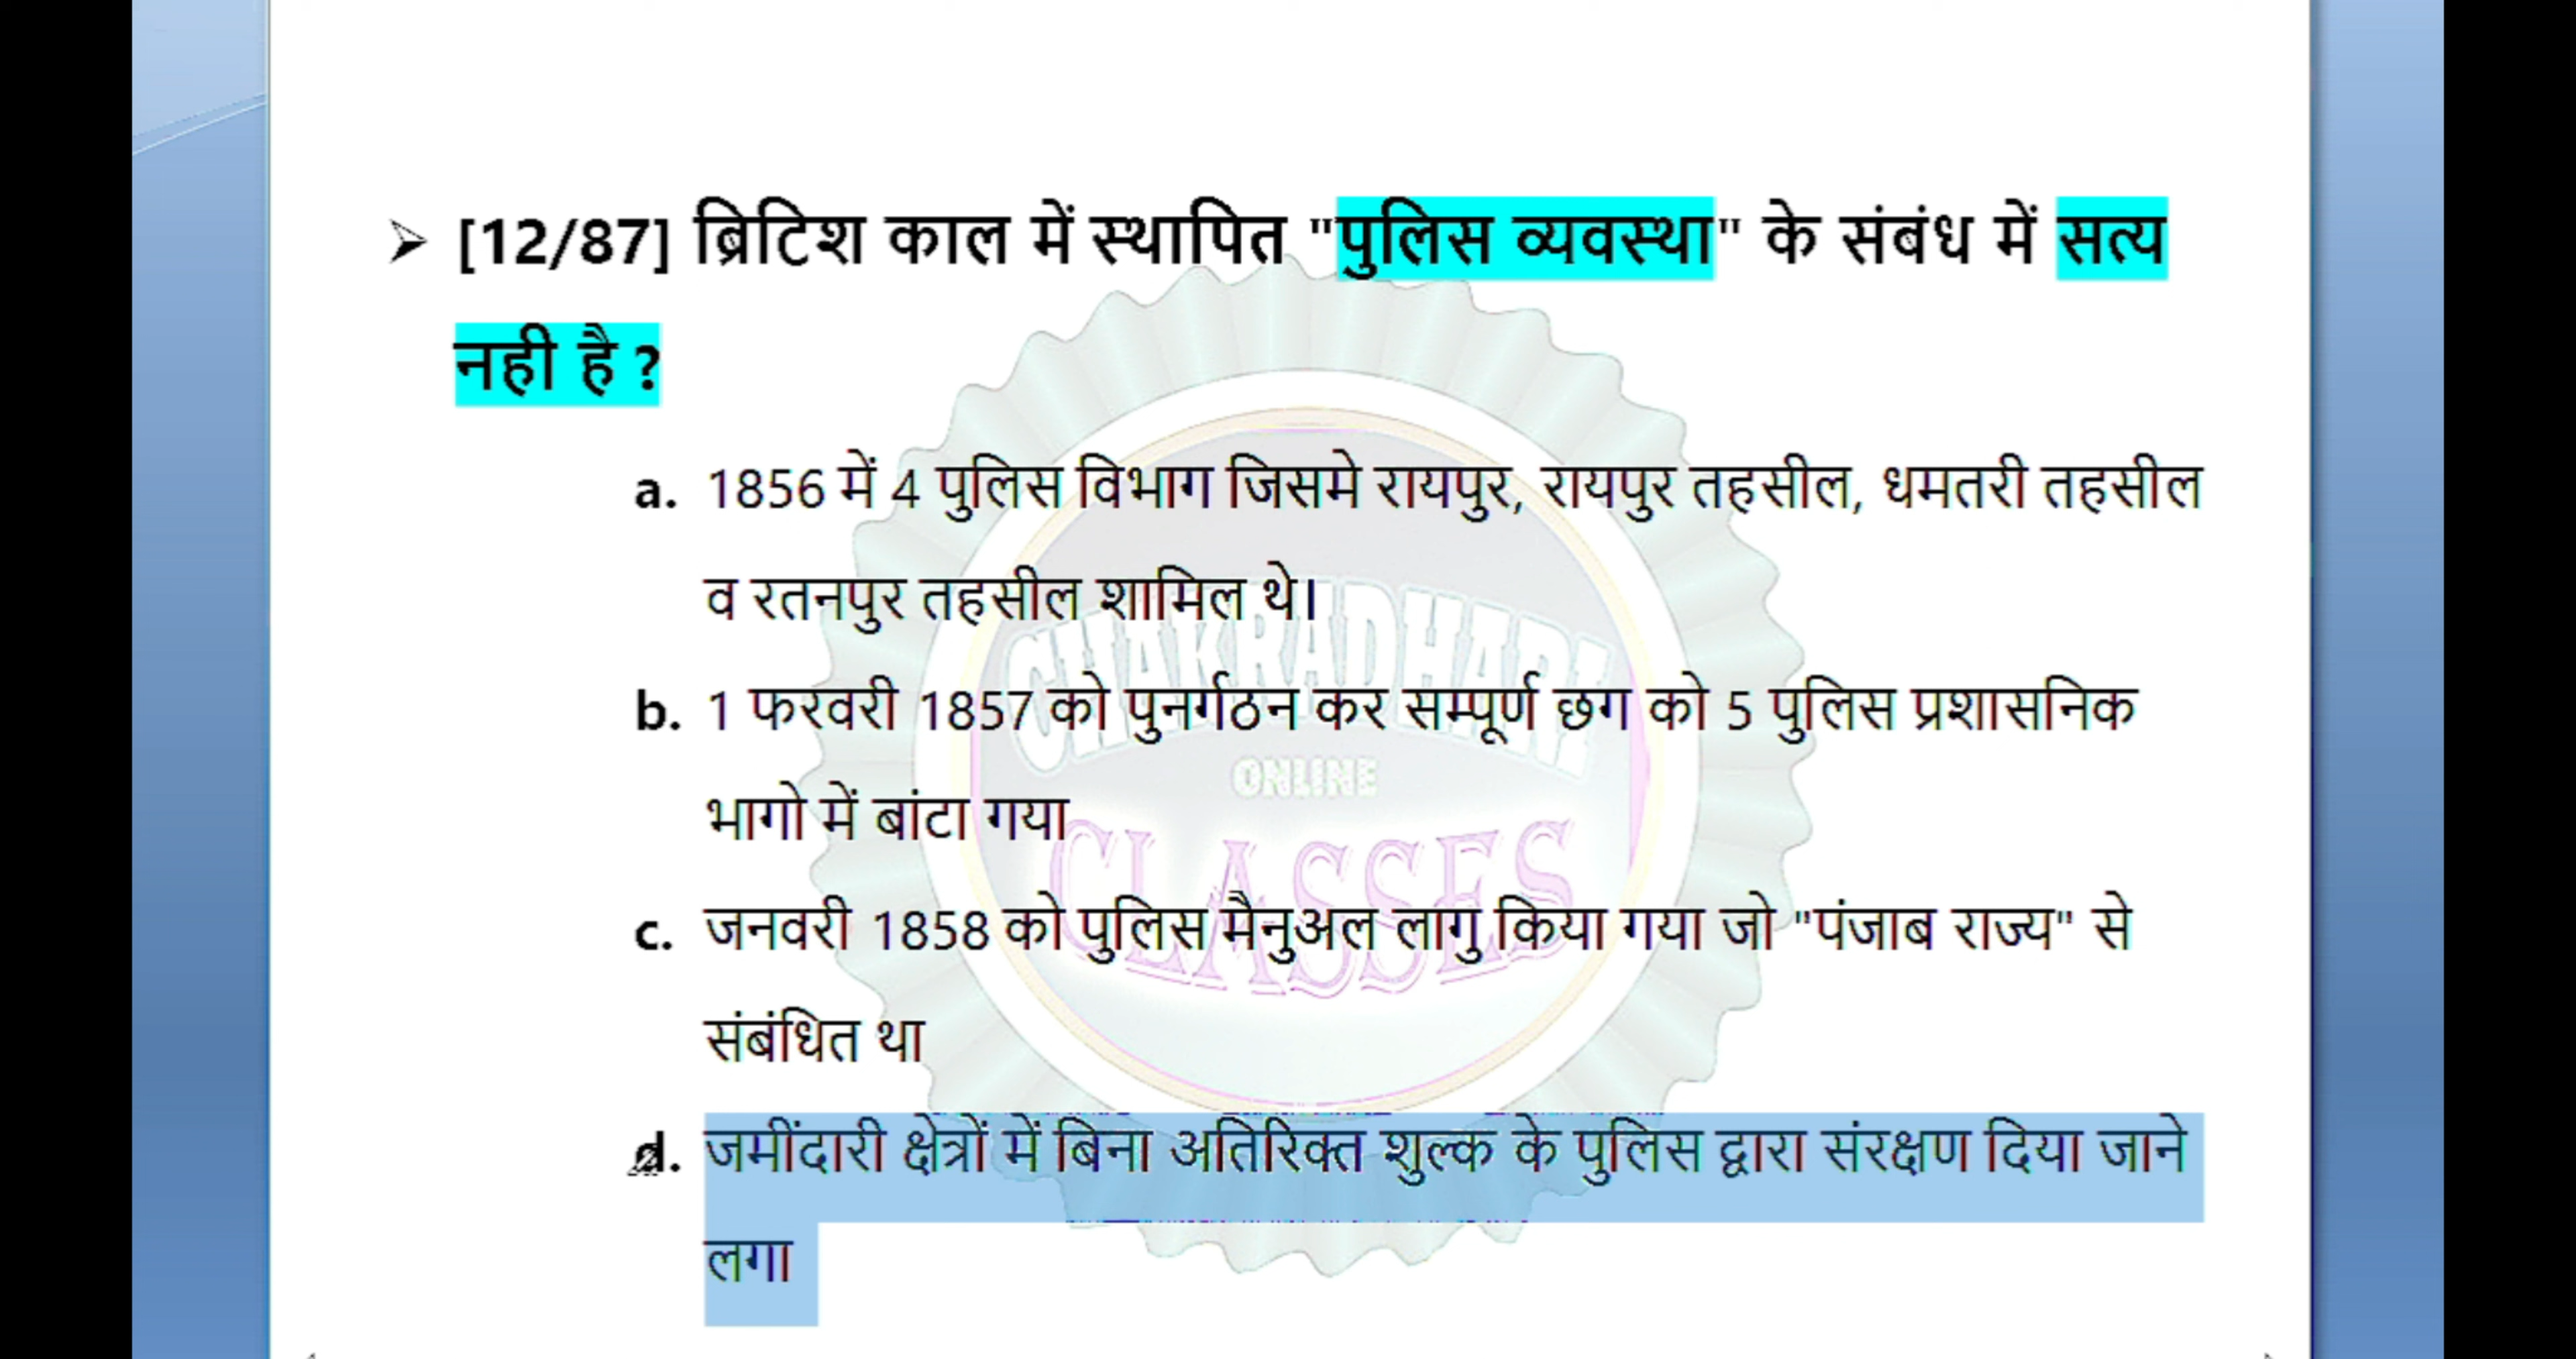 ➢ [12/87] ब्रिटिश काल में स्थापित "पुलिस व्यवस्था" के संबंध में सत्य
नही है ?
a. 1856 में 4 पुलिस विभाग जिसमे रायपुर, रायपुर तहसील, धमतरी तहसील
व रतनपुर तहसील शामिल थे।
b. 1 फरवरी 1857 को पुनर्गठन कर सम्पूर्ण छग को 5 पुलिस प्रशासनिक
भागो में बांटा गया
c. जनवरी 1858 को पुलिस मैनुअल लागु किया गया जो "पंजाब राज्य" से
संबंधित था
d. जमींदारी क्षेत्रों में बिना अतिरिक्त शुल्क के पुलिस द्वारा संरक्षण दिया जाने
लगा
CHAKRADHARI
ONLINE
CLASSES